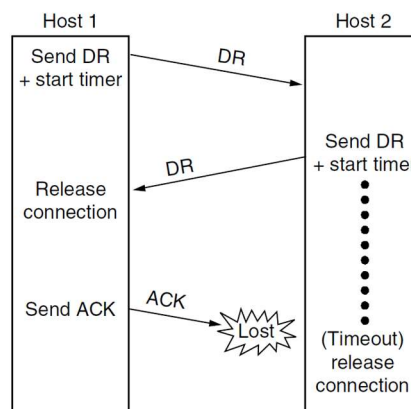 Host 1
Host 2
Send DR
+ start timer
DR
Send DR
+ start timer
DR
Release
connection
Send ACK
ACK
Lost
(Timeout)
release
connection